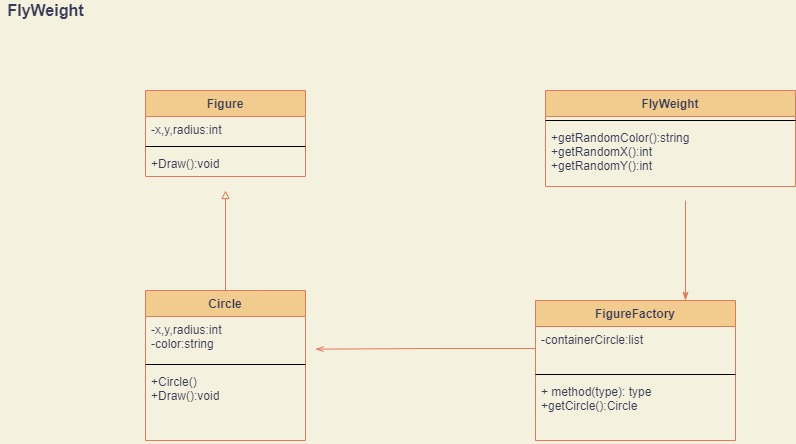 FlyWeight
Figure
-x,y,radius:int
+Draw():void
FlyWeight
+getRandomColor():string
+getRandomX():int
+getRandomY():int
Circle
-x,y,radius:int
-color:string
+Circle()
+Draw():void
FigureFactory
-containerCircle:list
+ method(type): type
+getCircle():Circle